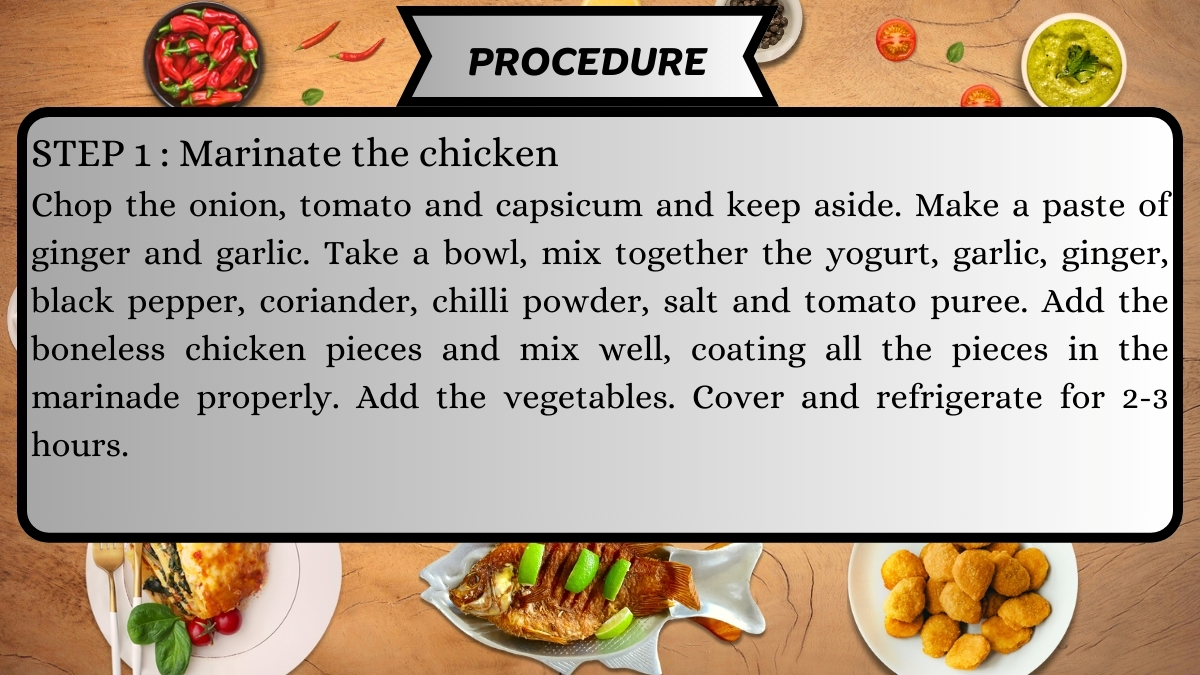 PROCEDURE
STEP 1 : Marinate the chicken
Chop the onion, tomato and capsicum and keep aside. Make a paste of
ginger and garlic. Take a bowl, mix together the yogurt, garlic, ginger,
black pepper, coriander, chilli powder, salt and tomato puree. Add the
boneless chicken pieces and mix well, coating all the pieces in the
marinade properly. Add the vegetables. Cover and refrigerate for 2-3
hours.